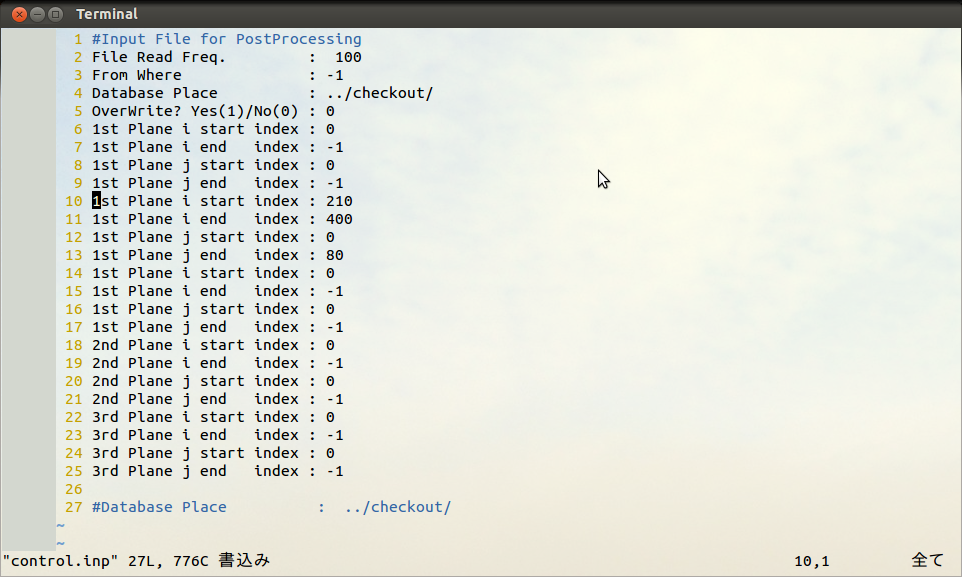 Terminal
1 #Input File for PostProcessing
2 File Read Freq.         :  100
3 From Where              : -1
4 Database Place          : ../checkout/
5 OverWrite? Yes(1)/No(0) : 0
6 1st Plane i start index : 0
7 1st Plane i end   index : -1
8 1st Plane j start index : 0
9 1st Plane j end   index : -1
10 1st Plane i start index : 210
11 1st Plane i end   index : 400
12 1st Plane j start index : 0
13 1st Plane j end   index : 80
14 1st Plane i start index : 0
15 1st Plane i end   index : -1
16 1st Plane j start index : 0
17 1st Plane j end   index : -1
18 2nd Plane i start index : 0
19 2nd Plane i end   index : -1
20 2nd Plane j start index : 0
21 2nd Plane j end   index : -1
22 3rd Plane i start index : 0
23 3rd Plane i end   index : -1
24 3rd Plane j start index : 0
25 3rd Plane j end   index : -1
26
27 #Database Place          :  ../checkout/
~
~
"control.inp" 27L, 776C 書込み 10,1 全て